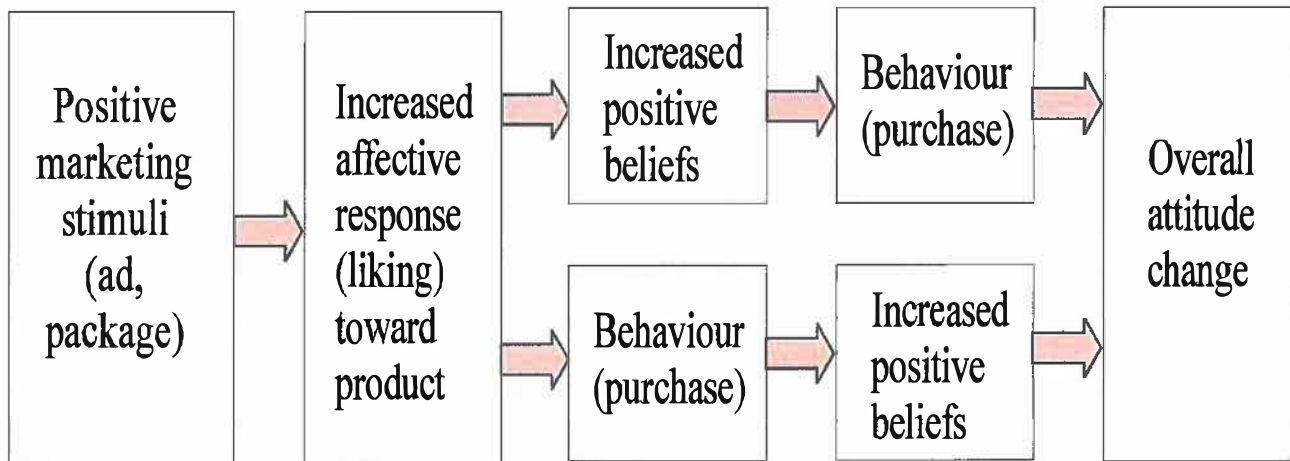 Positive
marketing
stimuli
(ad,
package)
Increased
affective
response
(liking)
toward
product
Increased
positive
beliefs
Behaviour
(purchase)
Behaviour
(purchase)
Increased
positive
beliefs
Overall
attitude
change